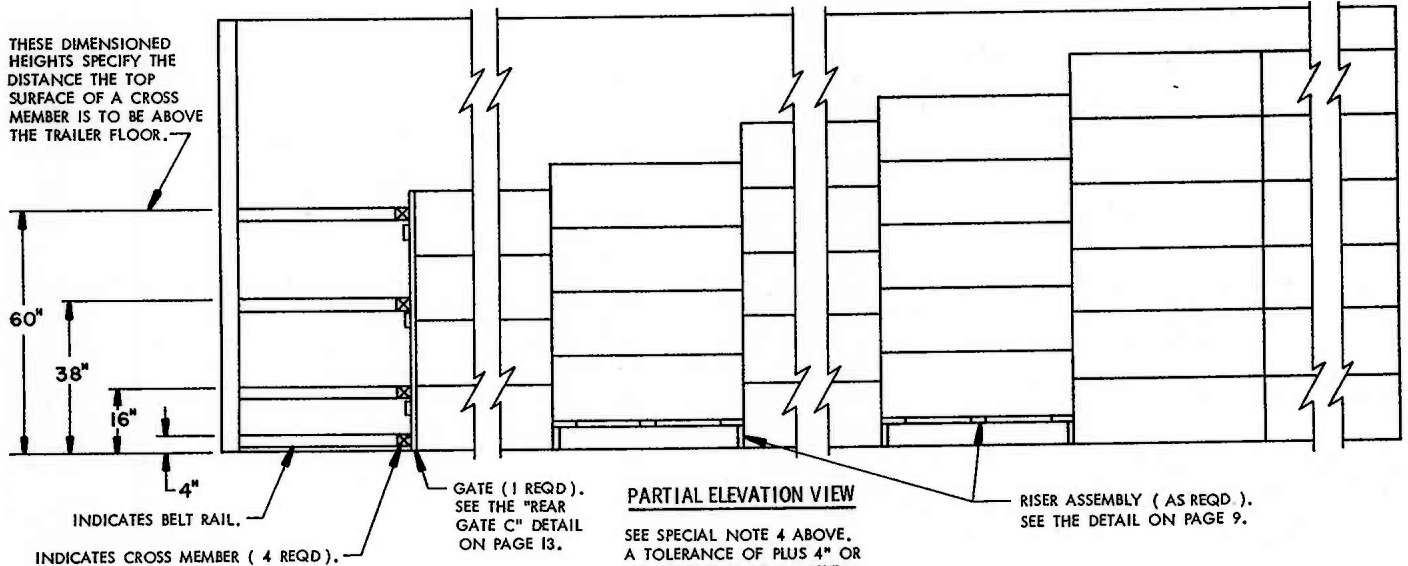 THESE DIMENSIONED
HEIGHTS SPECIFY THE
DISTANCE THE TOP
SURFACE OF A CROSS
MEMBER IS TO BE ABOVE
THE TRAILER FLOOR.
60"
38"
16"
4"
INDICATES BELT RAIL.
INDICATES CROSS MEMBER ( 4 REQD ).
GATE ( 1 REQD ).
SEE THE "REAR
GATE C" DETAIL
ON PAGE 13.
PARTIAL ELEVATION VIEW
SEE SPECIAL NOTE 4 ABOVE.
A TOLERANCE OF PLUS 4" OR
RISER ASSEMBLY ( AS REQD ).
SEE THE DETAIL ON PAGE 9.